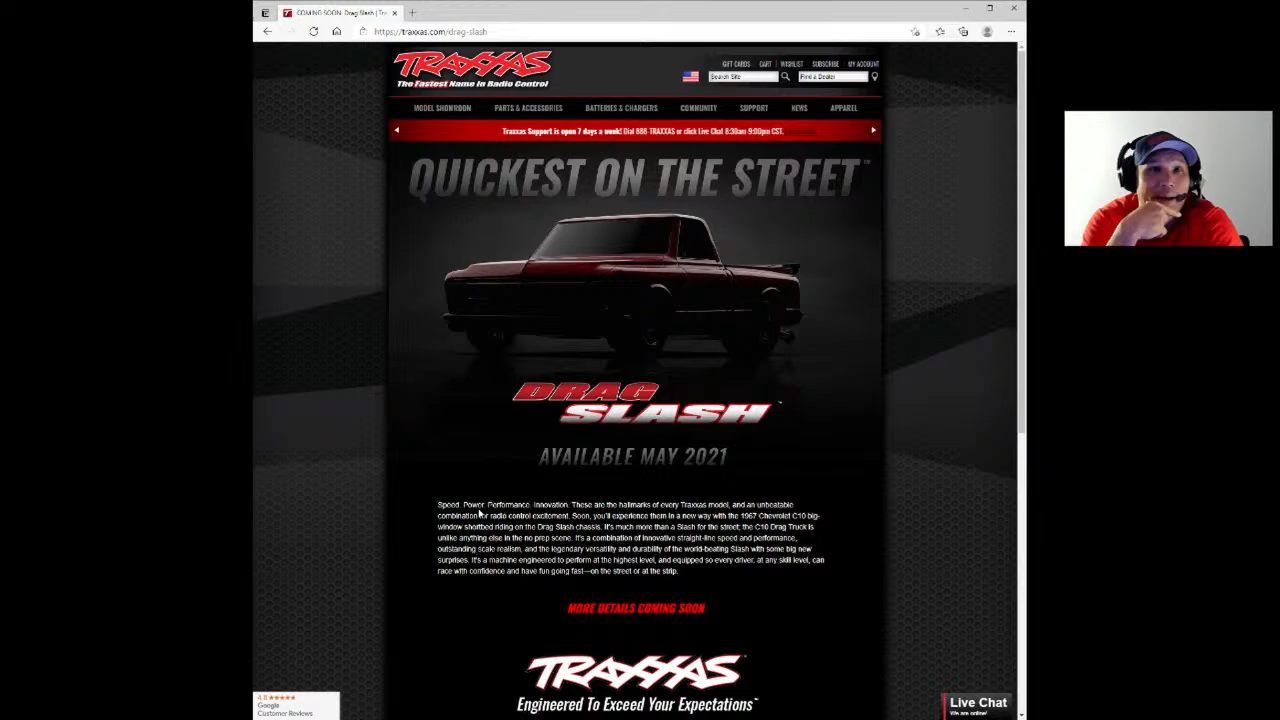 COMING SOON: Drag Slash | Tra
https://traxxas.com/drag-slash
TRAXXAS
The Fastest Name In Radio Control
GIFT CARDS CART WISHLIST SUBSCRIBE MY ACCOUNT
Search Site Find a Dealer
MODEL SHOWROOM PARTS & ACCESSORIES BATTERIES & CHARGERS COMMUNITY SUPPORT NEWS APPAREL
Traxxas Support is open 7 days a week! Dial 888-TRAXXAS or click Live Chat 8:30am-9:00pm CST.
QUICKEST ON THE STREET™
DRAG
SLASH™
AVAILABLE MAY 2021
Speed. Power. Performance. Innovation. These are the hallmarks of every Traxxas model, and an unbeatable
combination for radio control excitement. Soon, you'll experience them in a new way with the 1967 Chevrolet C10 big-
window shortbed riding on the Drag Slash chassis. It's much more than a Slash for the street; the C10 Drag Truck is
unlike anything else in the no prep scene. It's a combination of innovative straight-line speed and performance,
outstanding scale realism, and the legendary versatility and durability of the world-beating Slash with some big new
surprises. It's a machine engineered to perform at the highest level, and equipped so every driver, at any skill level, can
race with confidence and have fun going fast—on the street or at the strip.
MORE DETAILS COMING SOON
TRAXXAS
Engineered To Exceed Your Expectations™
4.8 ★★★★★
Google
Customer Reviews
Live Chat
We are online!